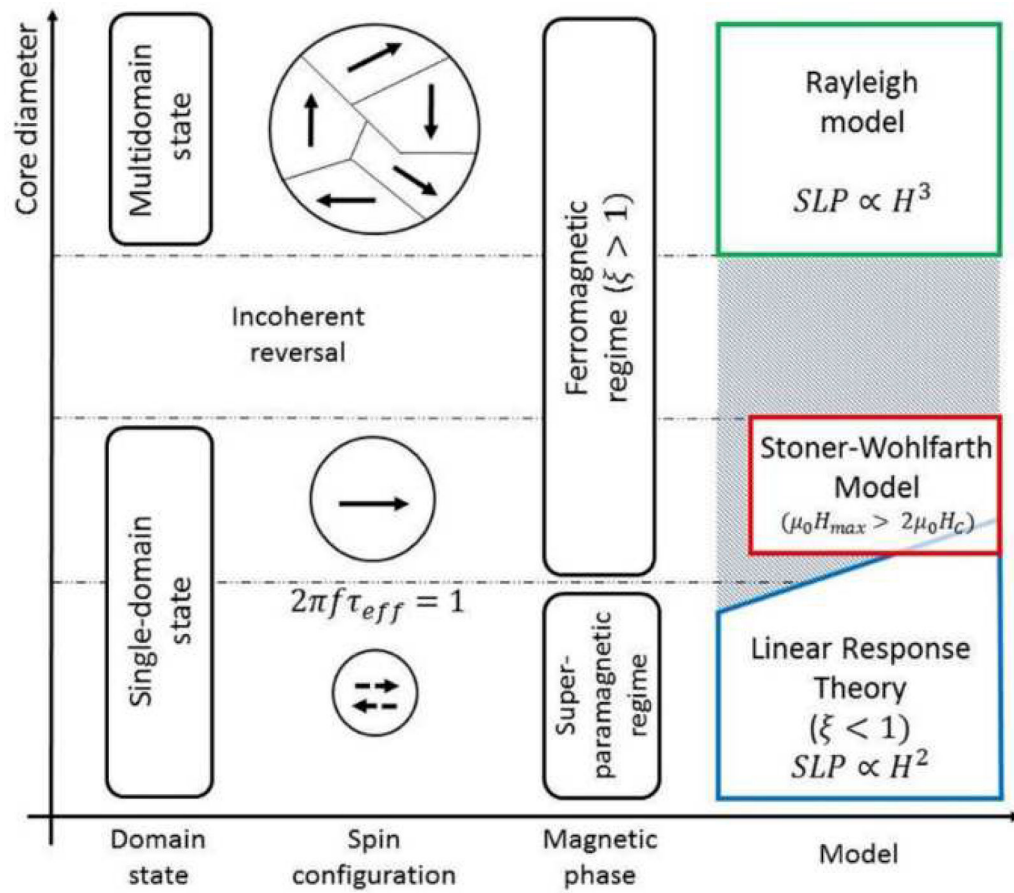 Core diameter
Multidomain
state
Ferromagnetic
regime (ξ > 1)
Rayleigh
model
SLP ∝ H³
Incoherent
reversal
Single-domain
state
Stoner-Wohlfarth
Model
(μ₀Hₘₐₓ > 2μ₀H_C)
2πfτ_eff = 1
Super-
paramagnetic
regime
Linear Response
Theory
(ξ < 1)
SLP ∝ H²
Domain
state
Spin
configuration
Magnetic
phase
Model